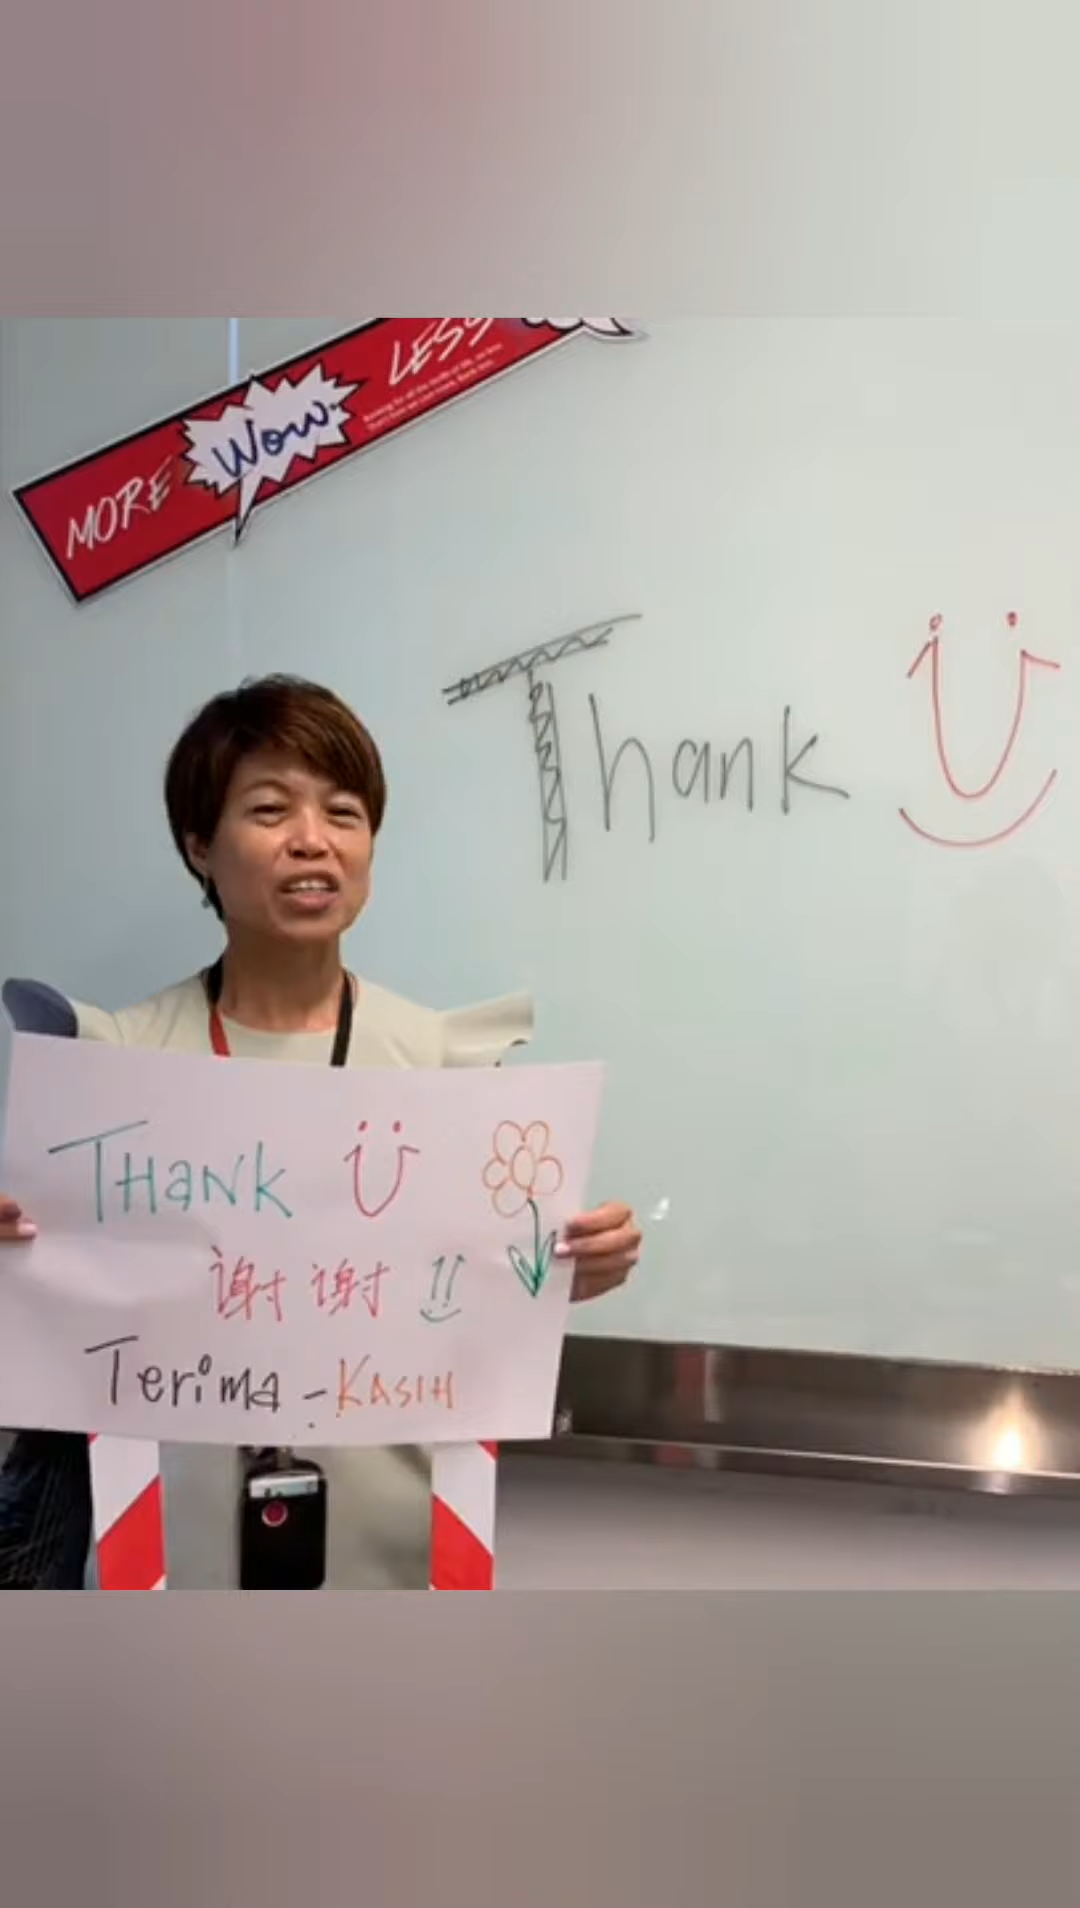 MORE Wow. LESS
Thank Ü
THANK Ü
谢谢 !!
Terima - KASIH